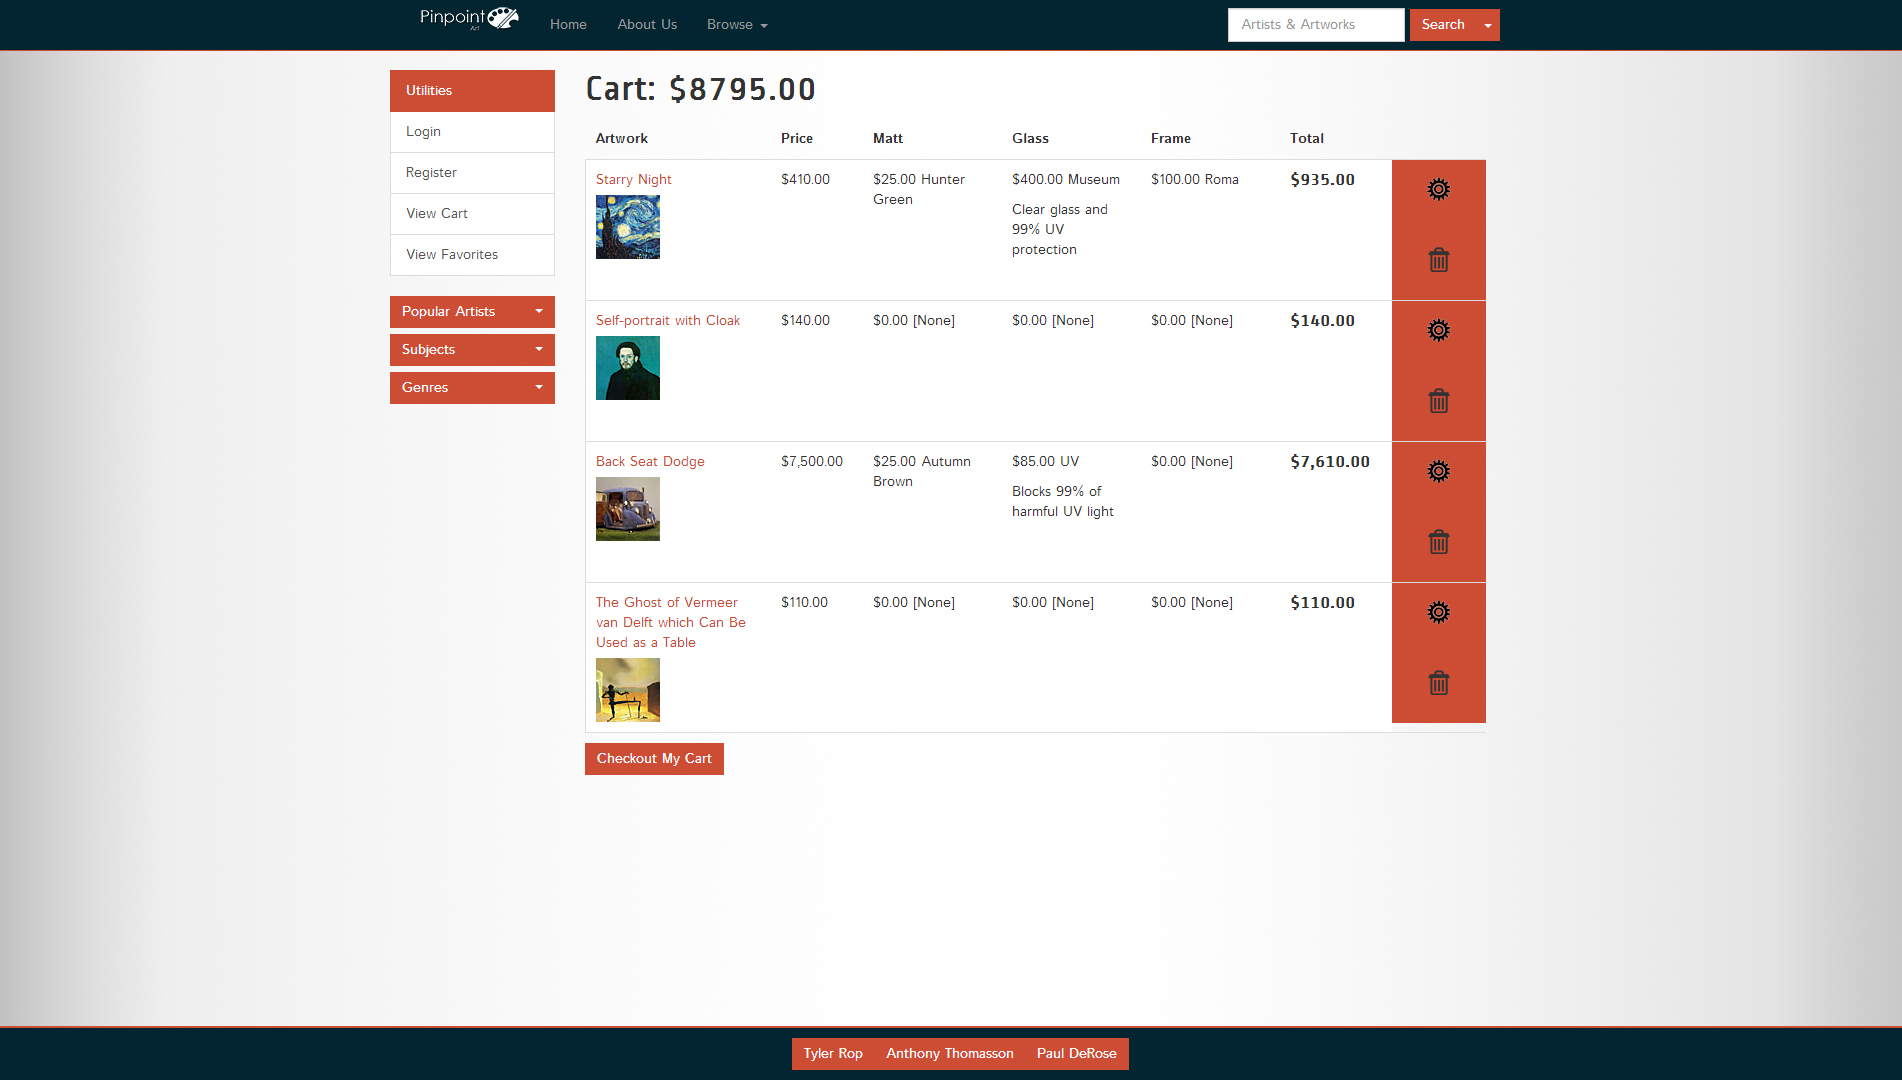 Pinpoint
Art
Home
About Us
Browse
Artists & Artworks
Search
Utilities
Login
Register
View Cart
View Favorites
Popular Artists
Subjects
Genres
Cart: $8795.00
Artwork Price Matt Glass Frame Total
Starry Night $410.00 $25.00 Hunter $400.00 Museum $100.00 Roma $935.00
Green
Clear glass and
99% UV
protection
Self-portrait with Cloak $140.00 $0.00 [None] $0.00 [None] $0.00 [None] $140.00
Back Seat Dodge $7,500.00 $25.00 Autumn $85.00 UV $0.00 [None] $7,610.00
Brown
Blocks 99% of
harmful UV light
The Ghost of Vermeer $110.00 $0.00 [None] $0.00 [None] $0.00 [None] $110.00
van Delft which Can Be
Used as a Table
Checkout My Cart
Tyler Rop Anthony Thomasson Paul DeRose